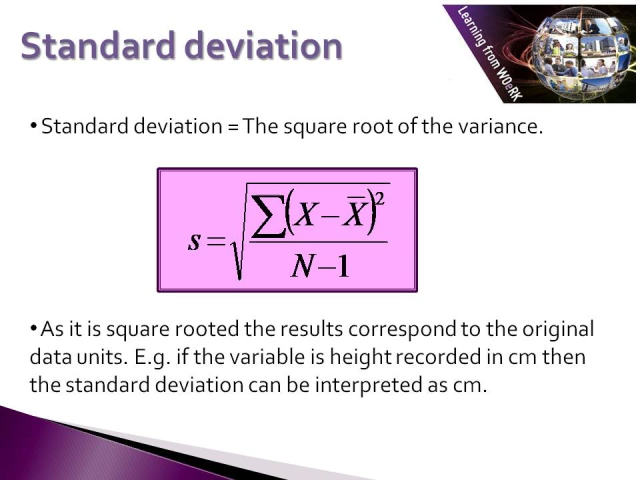 Standard deviation
Learning from WOeRK
• Standard deviation = The square root of the variance.
s = √(∑(X − X̅)² / (N − 1))
• As it is square rooted the results correspond to the original
data units. E.g. if the variable is height recorded in cm then
the standard deviation can be interpreted as cm.